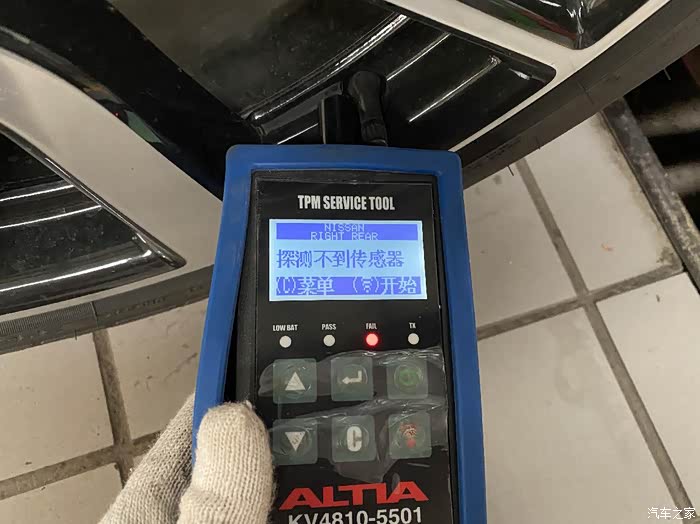 TPM SERVICE TOOL
NISSAN
RIGHT REAR
探测不到传感器
(C)菜单 开始
LOW BAT PASS FAIL TX
C
ALTIA
KV4810-5501
汽车之家